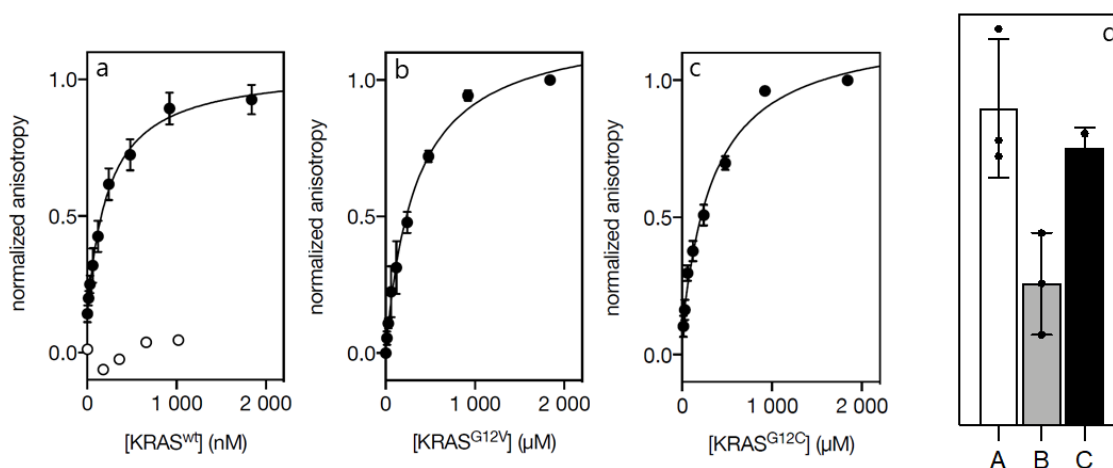 a
normalized anisotropy
1.0
0.5
0.0
0 1 000 2 000
[KRASwt] (nM)
b
normalized anisotropy
1.0
0.5
0.0
0 1 000 2 000
[KRASG12V] (μM)
c
normalized anisotropy
1.0
0.5
0.0
0 1 000 2 000
[KRASG12C] (μM)
d
A B C